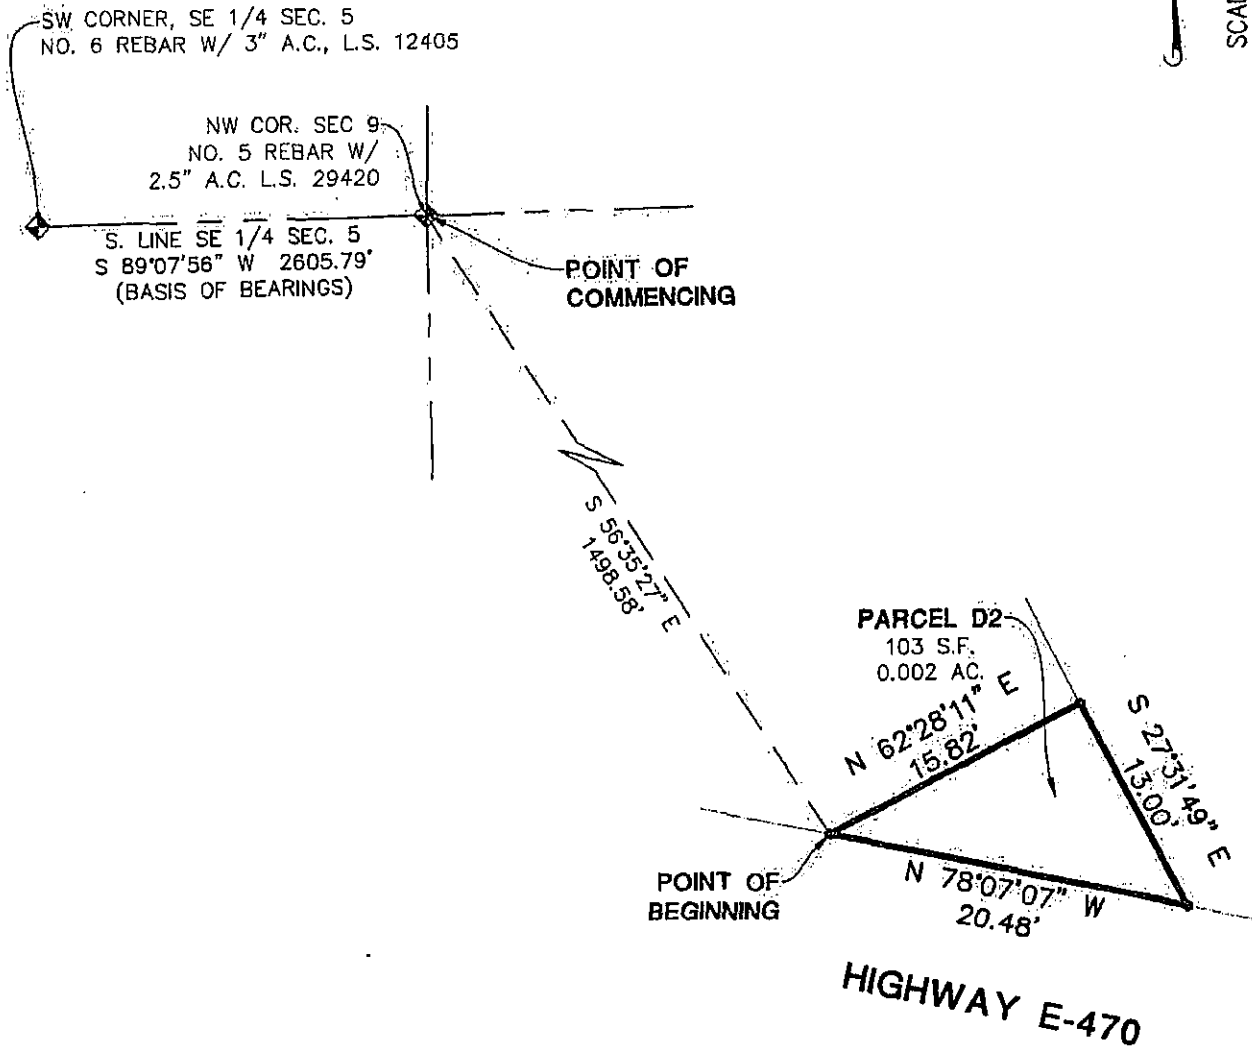 SW CORNER, SE 1/4 SEC. 5
NO. 6 REBAR W/ 3" A.C., L.S. 12405
NW COR. SEC 9
NO. 5 REBAR W/
2.5" A.C. L.S. 29420
S. LINE SE 1/4 SEC. 5
S 89°07'56" W 2605.79'
(BASIS OF BEARINGS)
POINT OF
COMMENCING
S 56°35'27" E
1498.58'
PARCEL D2
103 S.F.
0.002 AC.
N 62°28'11" E
15.82'
S 27°31'49" E
13.00'
POINT OF
BEGINNING
N 78°07'07" W
20.48'
HIGHWAY E-470